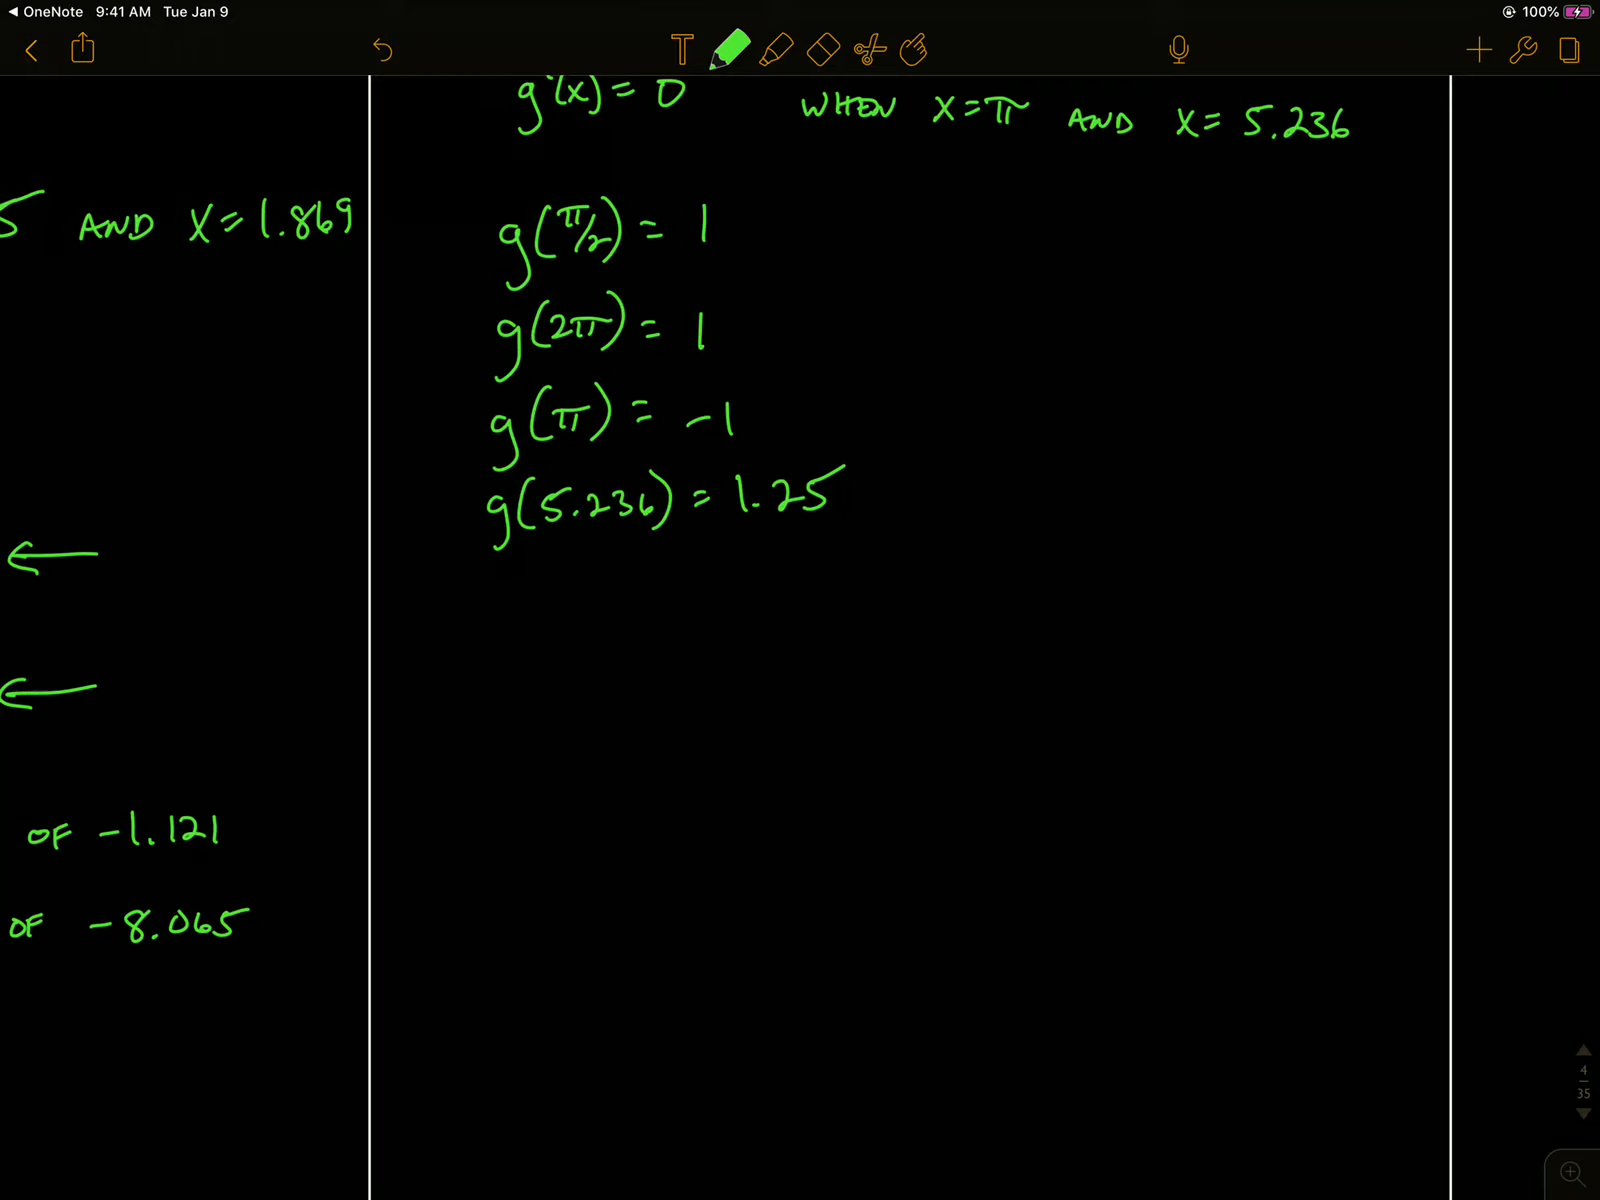 ◀ OneNote 9:41 AM Tue Jan 9
100%
T
5 AND X = 1.869
OF -1.121
OF -8.065
g'(x) = 0 WHEN X = π AND X = 5.236
g(π/2) = 1
g(2π) = 1
g(π) = -1
g(5.236) = 1.25
4
35